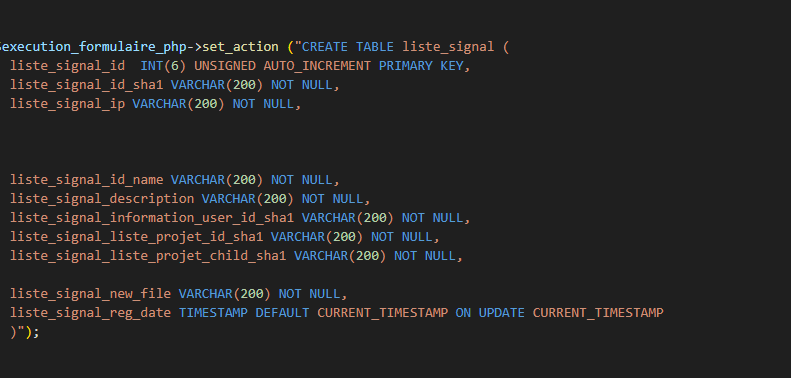 $execution_formulaire_php->set_action ("CREATE TABLE liste_signal (
liste_signal_id  INT(6) UNSIGNED AUTO_INCREMENT PRIMARY KEY,
liste_signal_id_sha1 VARCHAR(200) NOT NULL,
liste_signal_ip VARCHAR(200) NOT NULL,
liste_signal_id_name VARCHAR(200) NOT NULL,
liste_signal_description VARCHAR(200) NOT NULL,
liste_signal_information_user_id_sha1 VARCHAR(200) NOT NULL,
liste_signal_liste_projet_id_sha1 VARCHAR(200) NOT NULL,
liste_signal_liste_projet_child_sha1 VARCHAR(200) NOT NULL,
liste_signal_new_file VARCHAR(200) NOT NULL,
liste_signal_reg_date TIMESTAMP DEFAULT CURRENT_TIMESTAMP ON UPDATE CURRENT_TIMESTAMP
)");